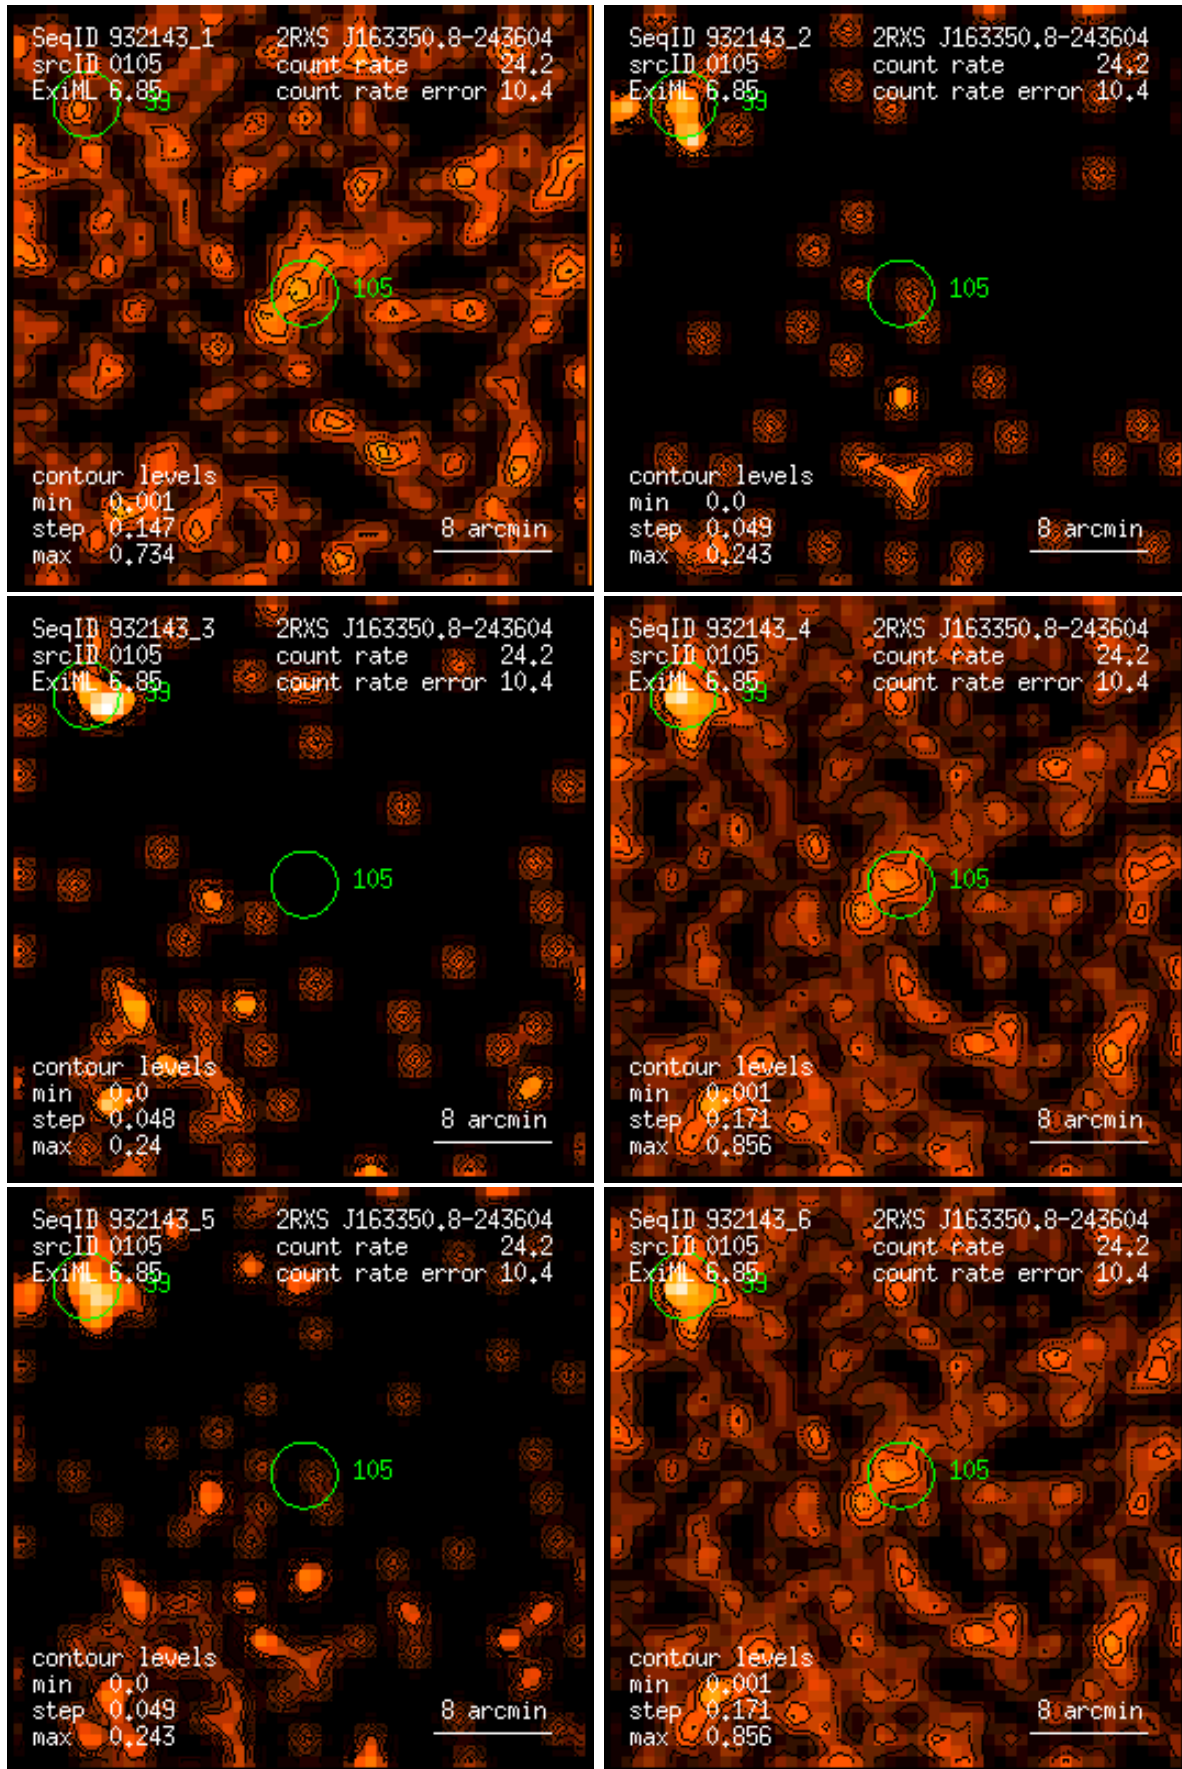 SeqID 932143_1 2RXS J163350.8-243604
srcID 0105 count rate 24.2
ExiML 6.85 count rate error 10.4
99
105
contour levels
min 0.001
step 0.147
max 0.734
8 arcmin
SeqID 932143_2 2RXS J163350.8-243604
srcID 0105 count rate 24.2
ExiML 6.85 count rate error 10.4
99
105
contour levels
min 0.0
step 0.049
max 0.243
8 arcmin
SeqID 932143_3 2RXS J163350.8-243604
srcID 0105 count rate 24.2
ExiML 6.85 count rate error 10.4
99
105
contour levels
min 0.0
step 0.048
max 0.24
8 arcmin
SeqID 932143_4 2RXS J163350.8-243604
srcID 0105 count rate 24.2
ExiML 6.85 count rate error 10.4
99
105
contour levels
min 0.001
step 0.171
max 0.856
8 arcmin
SeqID 932143_5 2RXS J163350.8-243604
srcID 0105 count rate 24.2
ExiML 6.85 count rate error 10.4
99
105
contour levels
min 0.0
step 0.049
max 0.243
8 arcmin
SeqID 932143_6 2RXS J163350.8-243604
srcID 0105 count rate 24.2
ExiML 6.85 count rate error 10.4
99
105
contour levels
min 0.001
step 0.171
max 0.856
8 arcmin